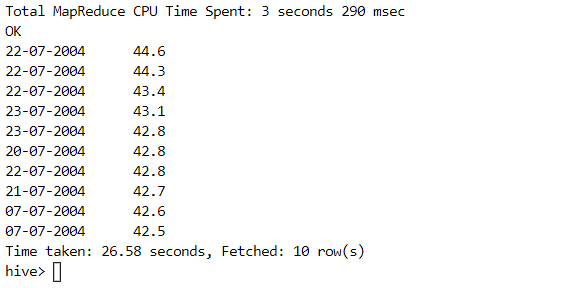 Total MapReduce CPU Time Spent: 3 seconds 290 msec
OK
22-07-2004      44.6
22-07-2004      44.3
22-07-2004      43.4
23-07-2004      43.1
23-07-2004      42.8
20-07-2004      42.8
22-07-2004      42.8
21-07-2004      42.7
07-07-2004      42.6
07-07-2004      42.5
Time taken: 26.58 seconds, Fetched: 10 row(s)
hive>